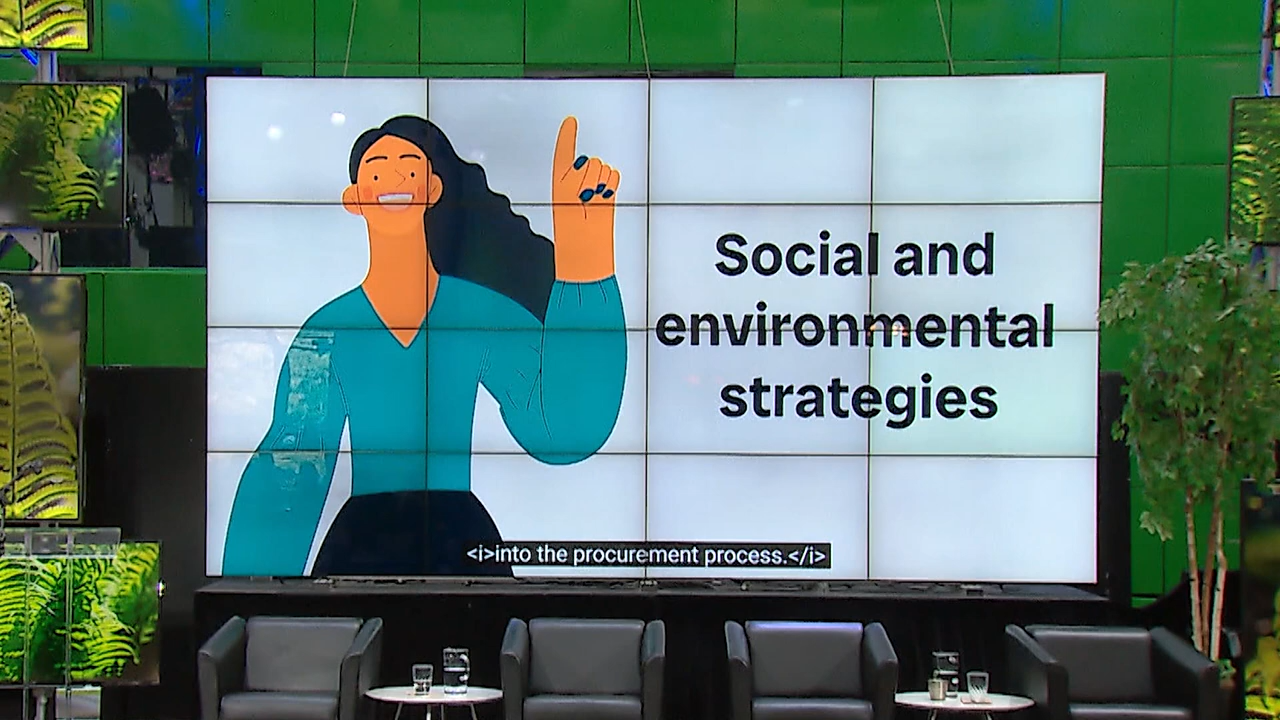 Social and
environmental
strategies
<i>into the procurement process.</i>